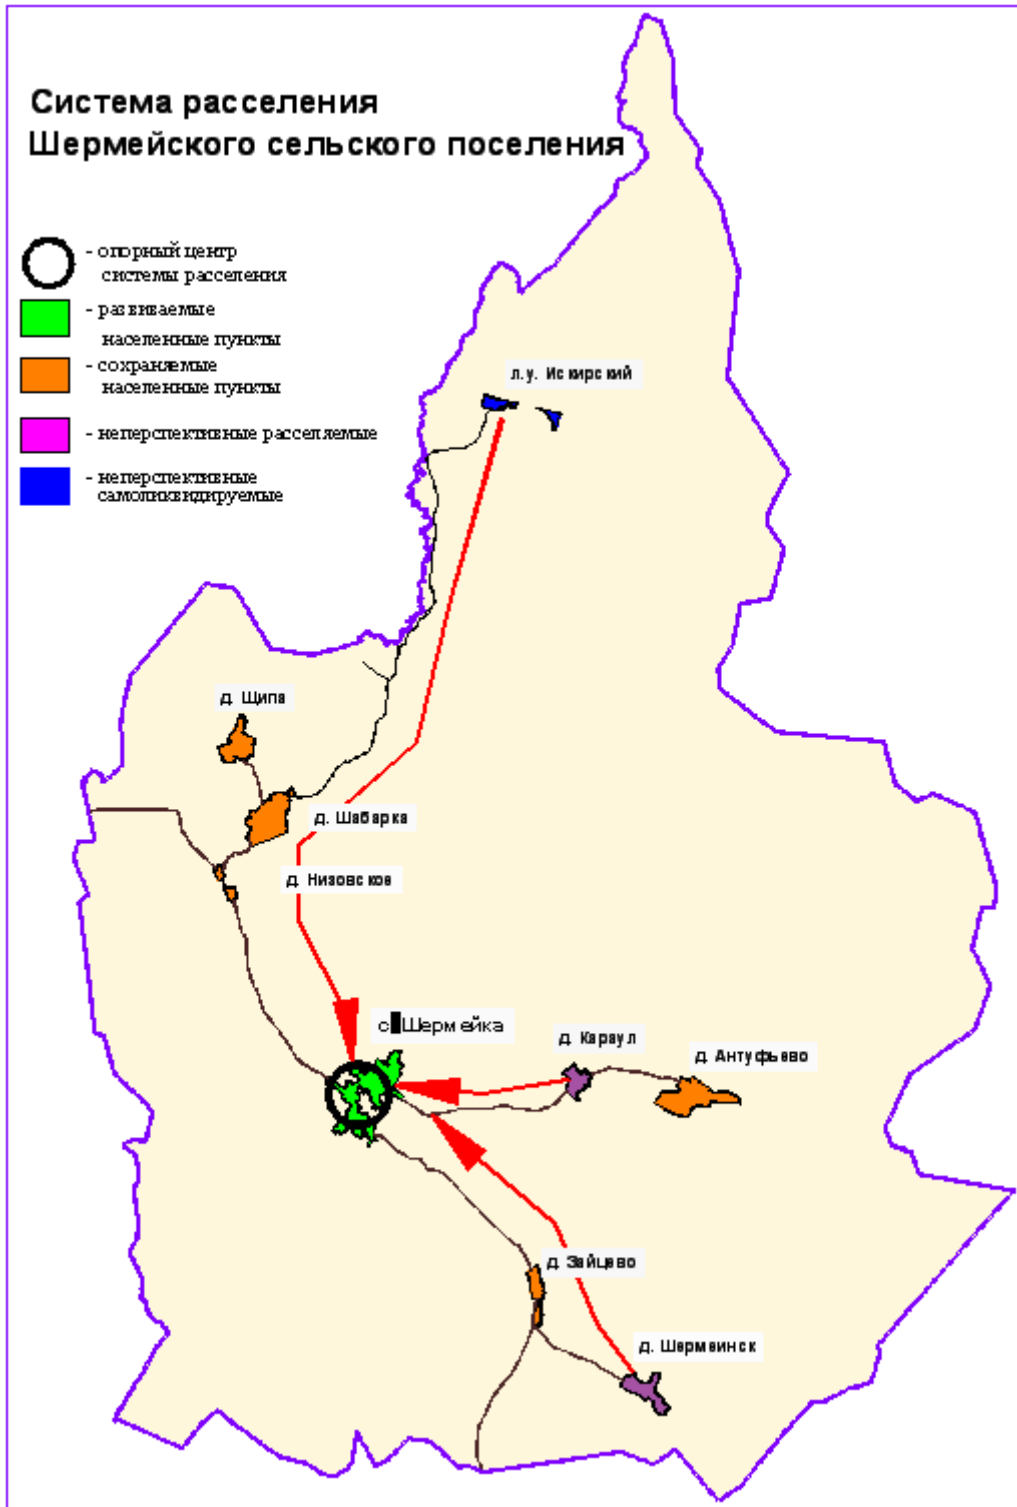 Система расселения
Шермейского сельского поселения
- опорный центр
системы расселения
- развиваемые
населенные пункты
- сохраняемые
населенные пункты
- неперспективные расселяемые
- неперспективные
самоликвидируемые
л.у. Искирский
д. Щипа
д. Шабарка
д. Низовское
с Шермейка
д. Караул
д. Антуфьево
д. Зайцево
д. Шермеинск